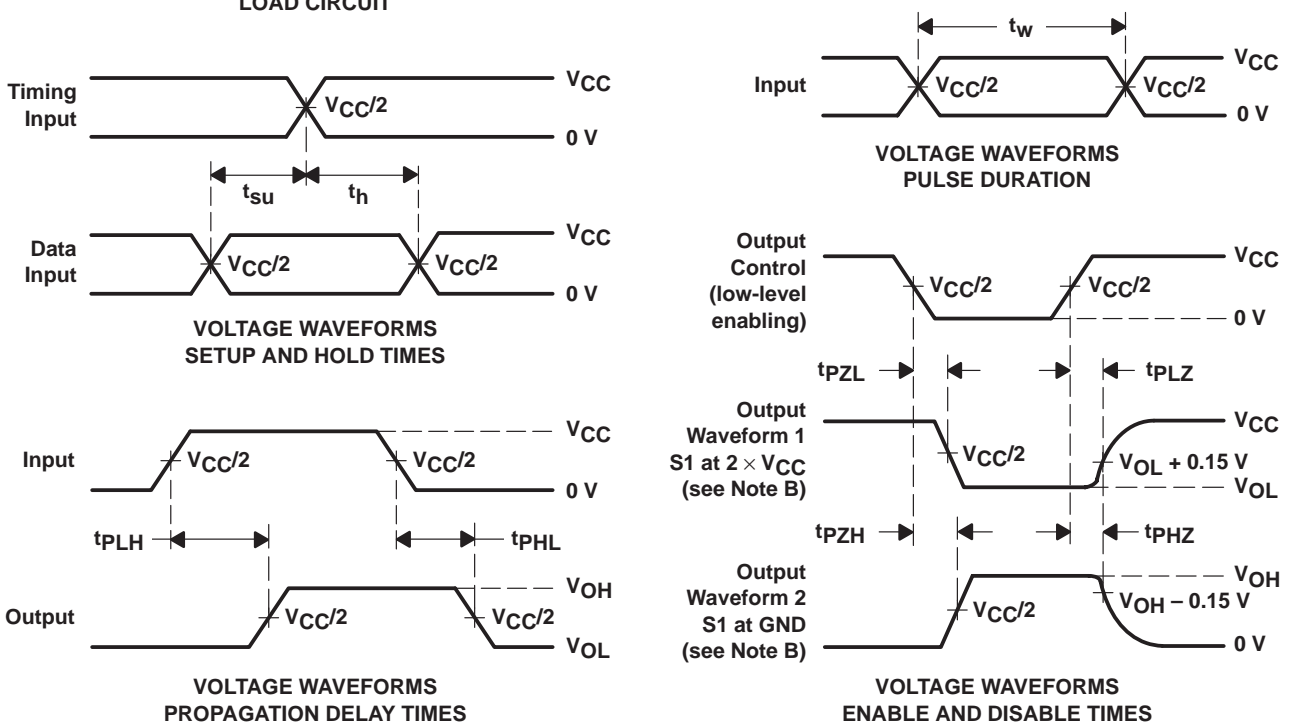 LOAD CIRCUIT
Timing
Input
VCC
VCC/2
0 V
tsu
th
Data
Input
VCC
VCC/2
VCC/2
0 V
VOLTAGE WAVEFORMS
SETUP AND HOLD TIMES
Input
VCC
VCC/2
VCC/2
0 V
tPLH
tPHL
Output
VOH
VCC/2
VCC/2
VOL
VOLTAGE WAVEFORMS
PROPAGATION DELAY TIMES
tw
Input
VCC
VCC/2
VCC/2
0 V
VOLTAGE WAVEFORMS
PULSE DURATION
Output
Control
(low-level
enabling)
VCC
VCC/2
VCC/2
0 V
tPZL
tPLZ
Output
Waveform 1
S1 at 2 × VCC
(see Note B)
VCC
VCC/2
VOL + 0.15 V
VOL
tPZH
tPHZ
Output
Waveform 2
S1 at GND
(see Note B)
VOH
VCC/2
VOH – 0.15 V
0 V
VOLTAGE WAVEFORMS
ENABLE AND DISABLE TIMES